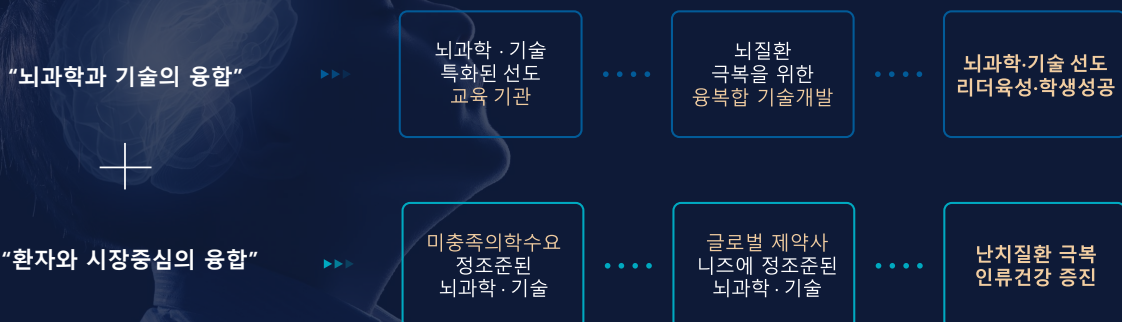 “뇌과학과 기술의 융합”
뇌과학 · 기술
특화된 선도
교육 기관
뇌질환
극복을 위한
융복합 기술개발
뇌과학·기술 선도
리더육성·학생성공
“환자와 시장중심의 융합”
미충족의학수요
정조준된
뇌과학 · 기술
글로벌 제약사
니즈에 정조준된
뇌과학 · 기술
난치질환 극복
인류건강 증진